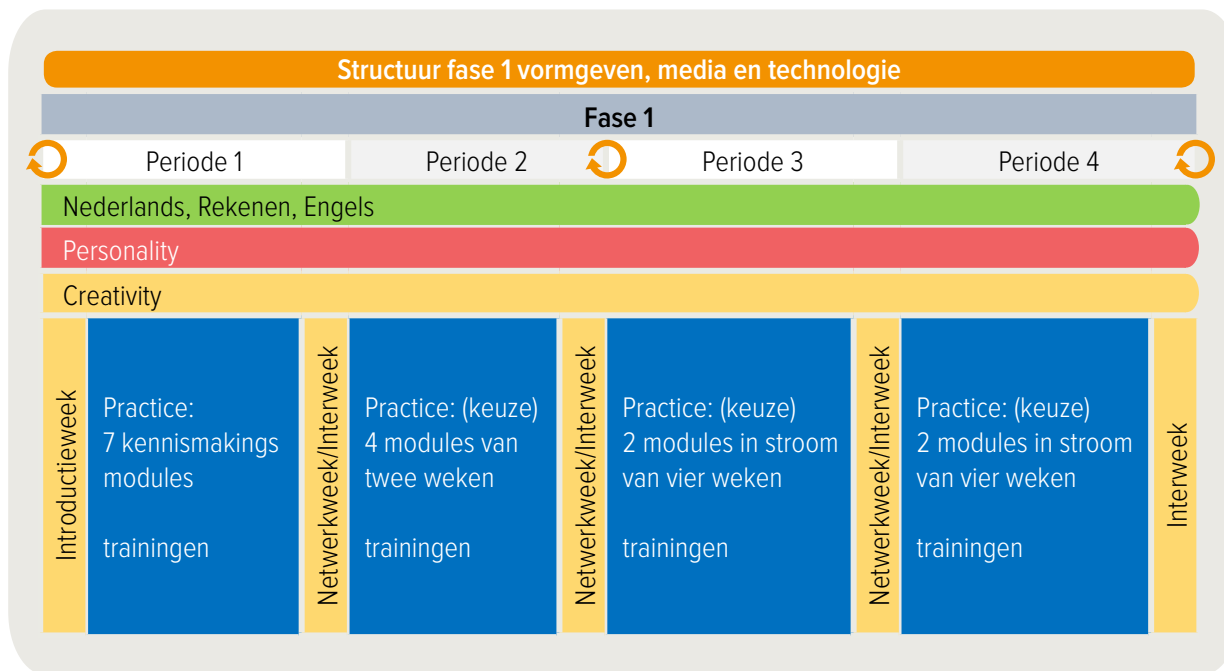 Structuur fase 1 vormgeven, media en technologie
Fase 1
Periode 1
Periode 2
Periode 3
Periode 4
Nederlands, Rekenen, Engels
Personality
Creativity
Introductieweek
Practice:
7 kennismakings
modules
trainingen
Netwerkweek/Interweek
Practice: (keuze)
4 modules van
twee weken
trainingen
Netwerkweek/Interweek
Practice: (keuze)
2 modules in stroom
van vier weken
trainingen
Netwerkweek/Interweek
Practice: (keuze)
2 modules in stroom
van vier weken
trainingen
Interweek